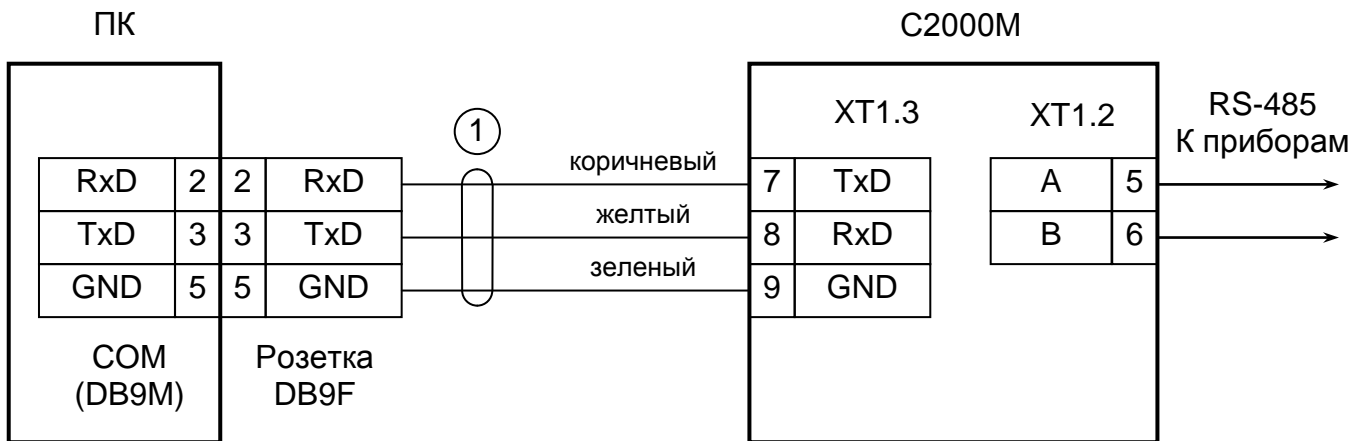 ПК
С2000М
XT1.3
XT1.2
RS-485
К приборам
1
RxD 2 2 RxD
коричневый
7 TxD
A 5
TxD 3 3 TxD
желтый
8 RxD
B 6
GND 5 5 GND
зеленый
9 GND
COM
(DB9M)
Розетка
DB9F